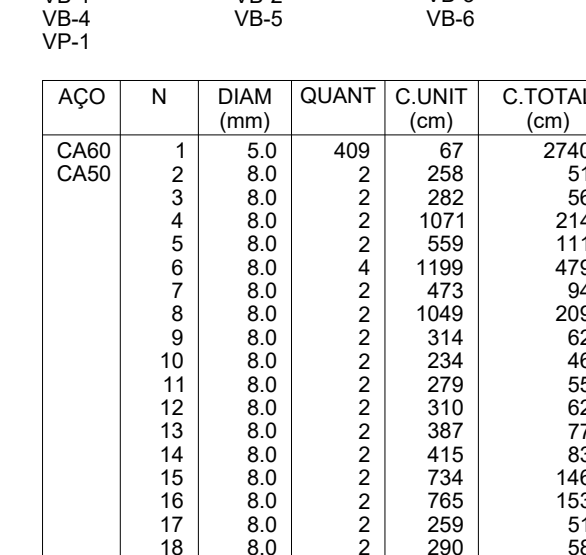 VB-4 VB-5 VB-6
VP-1
AÇO N DIAM QUANT C.UNIT C.TOTAL
(mm) (cm) (cm)
CA60 1 5.0 409 67 2740
CA50 2 8.0 2 258 51
3 8.0 2 282 56
4 8.0 2 1071 214
5 8.0 2 559 111
6 8.0 4 1199 479
7 8.0 2 473 94
8 8.0 2 1049 209
9 8.0 2 314 62
10 8.0 2 234 46
11 8.0 2 279 55
12 8.0 2 310 62
13 8.0 2 387 77
14 8.0 2 415 83
15 8.0 2 734 146
16 8.0 2 765 153
17 8.0 2 259 51
18 8.0 2 290 58